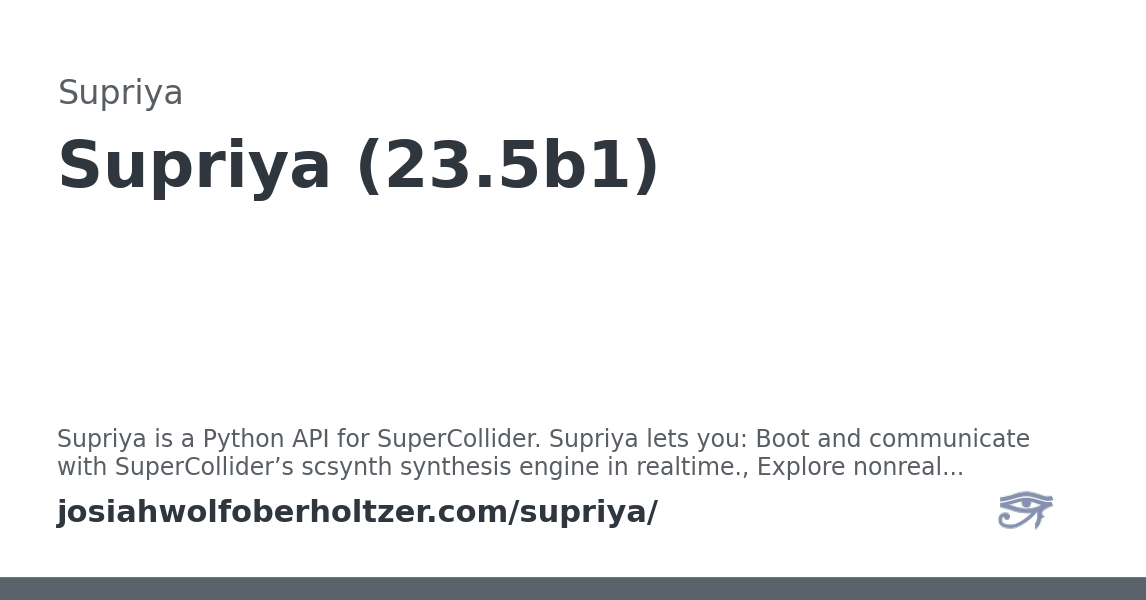 Supriya
Supriya (23.5b1)
Supriya is a Python API for SuperCollider. Supriya lets you: Boot and communicate
with SuperCollider’s scsynth synthesis engine in realtime., Explore nonreal...
josiahwolfoberholtzer.com/supriya/